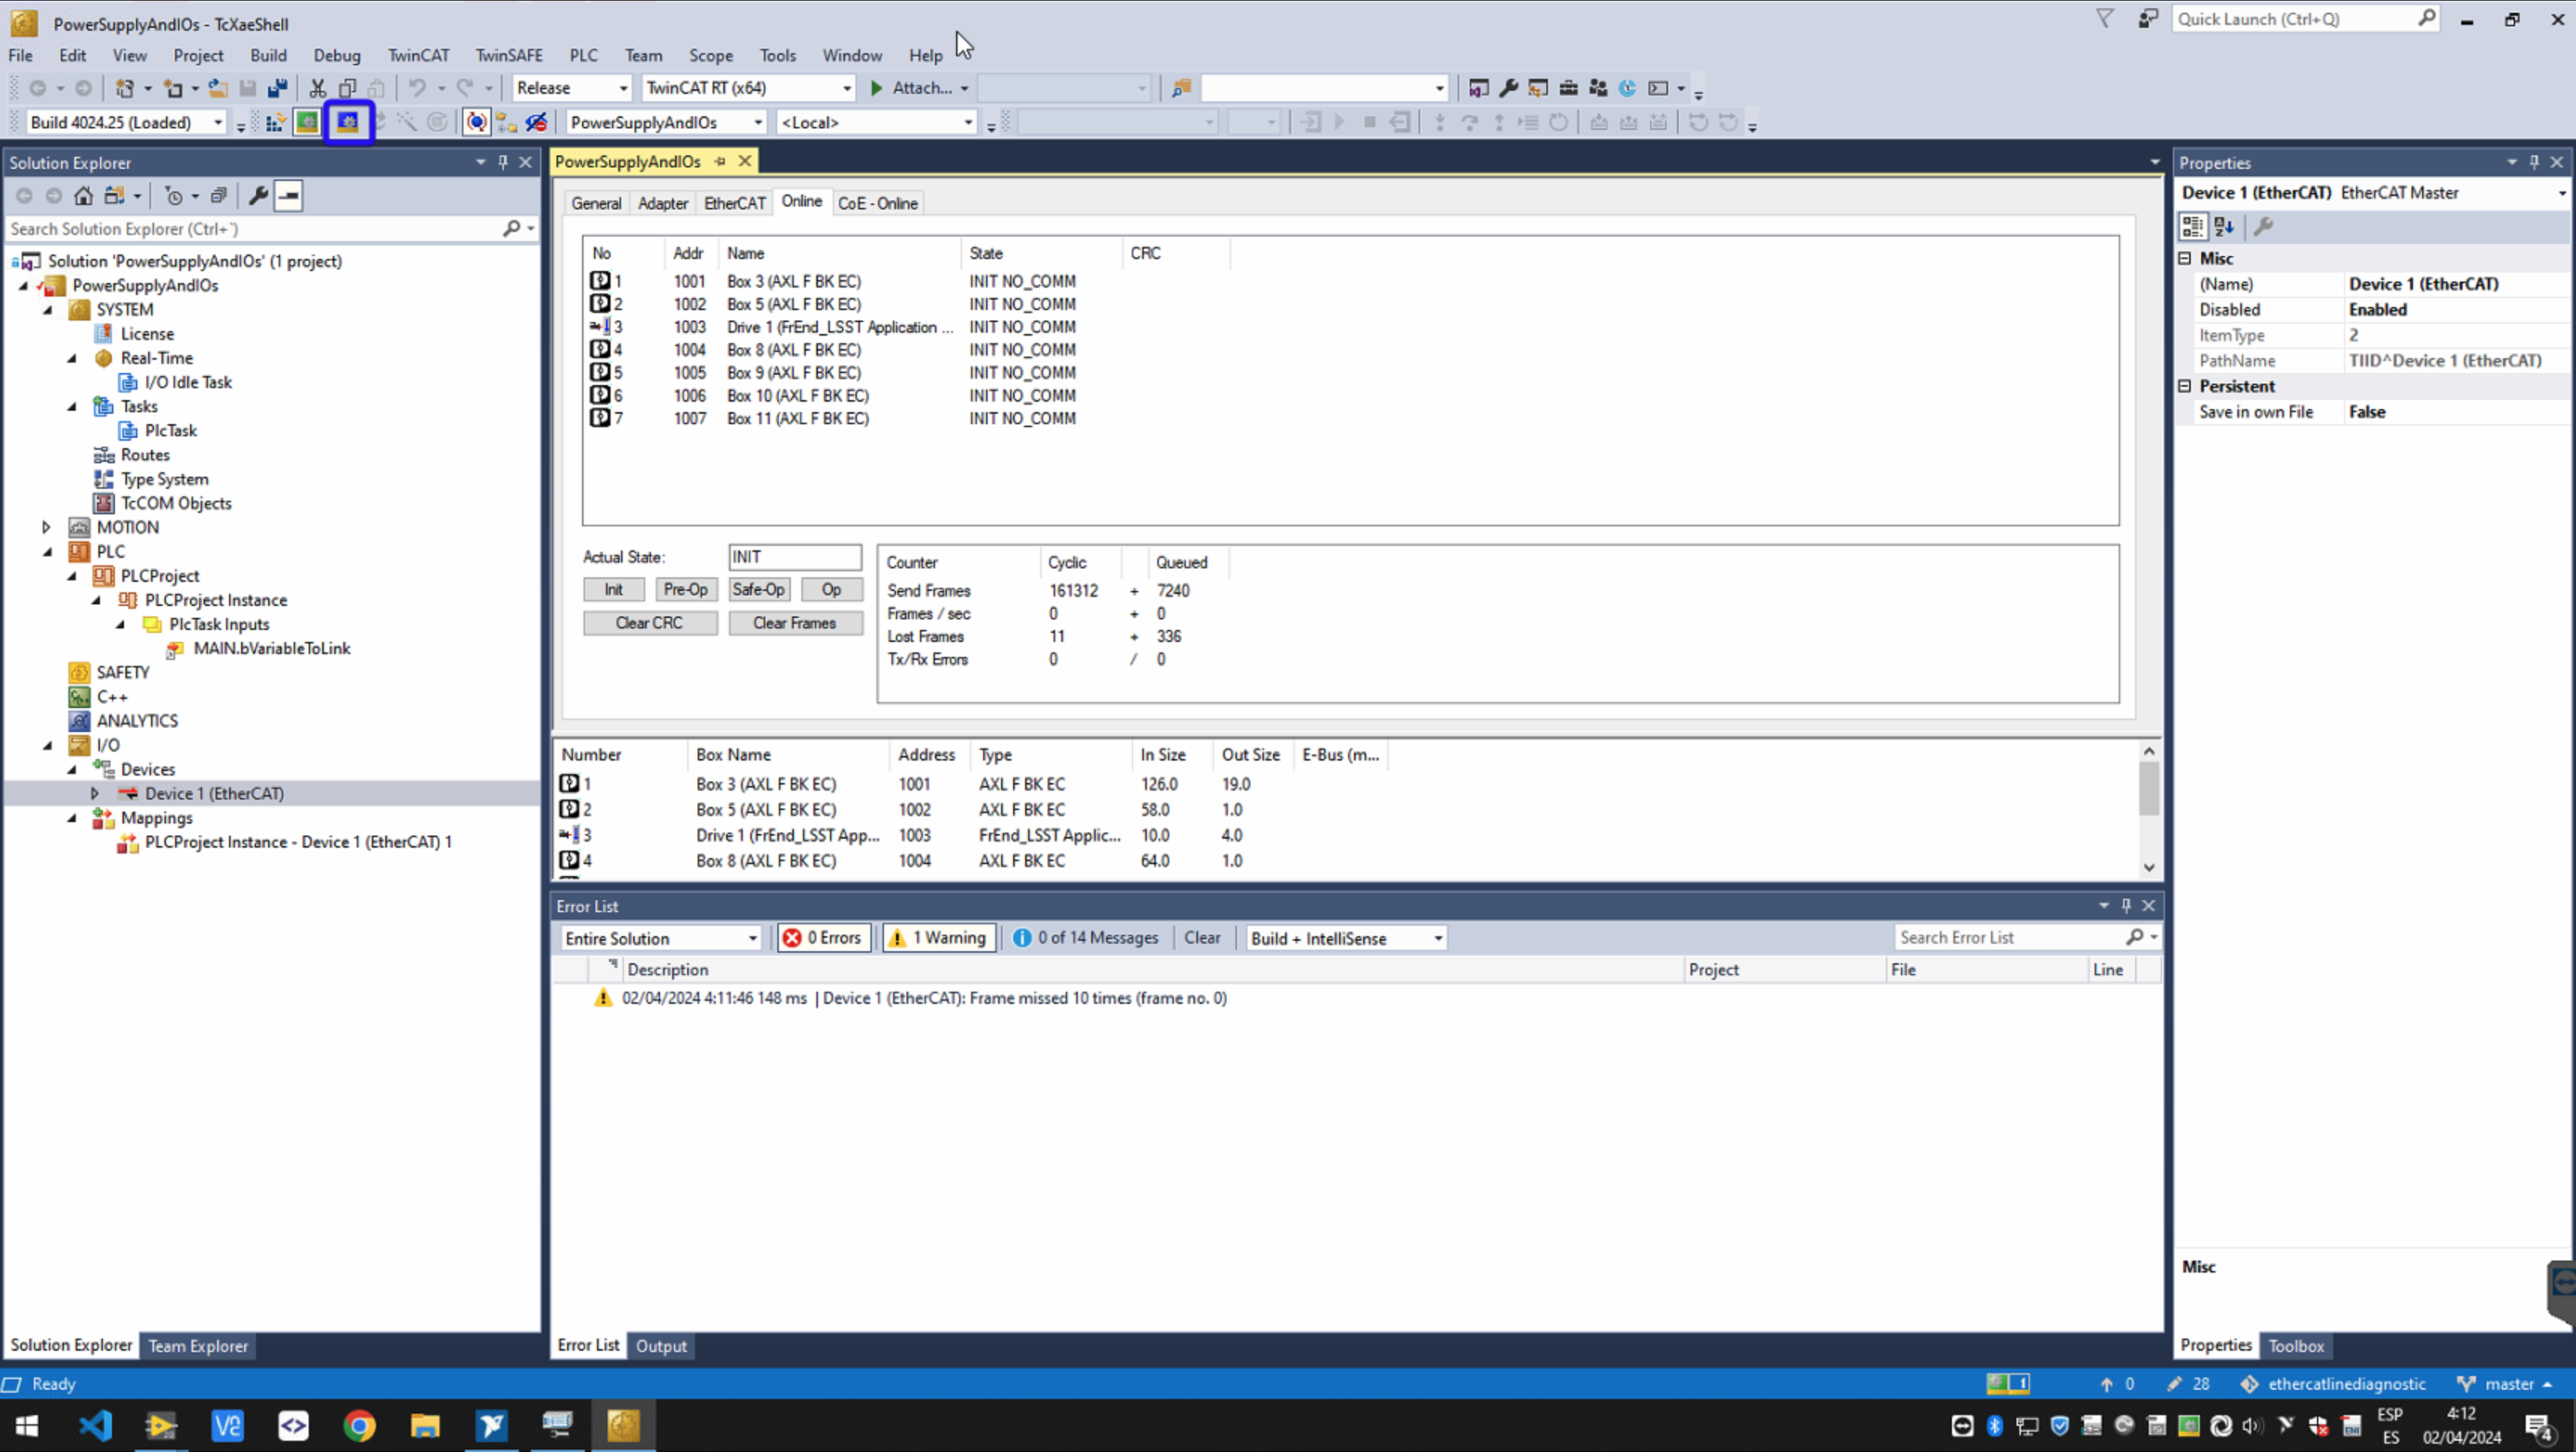 PowerSupplyAndIOs - TcXaeShell
Quick Launch (Ctrl+Q)
File Edit View Project Build Debug TwinCAT TwinSAFE PLC Team Scope Tools Window Help
Release TwinCAT RT (x64) Attach...
Build 4024.25 (Loaded) PowerSupplyAndIOs <Local>
Solution Explorer
Search Solution Explorer (Ctrl+`)
Solution 'PowerSupplyAndIOs' (1 project)
PowerSupplyAndIOs
SYSTEM
License
Real-Time
I/O Idle Task
Tasks
PlcTask
Routes
Type System
TcCOM Objects
MOTION
PLC
PLCProject
PLCProject Instance
PlcTask Inputs
MAIN.bVariableToLink
SAFETY
C++
ANALYTICS
I/O
Devices
Device 1 (EtherCAT)
Mappings
PLCProject Instance - Device 1 (EtherCAT) 1
Solution Explorer Team Explorer
PowerSupplyAndIOs
General Adapter EtherCAT Online CoE - Online
No Addr Name State CRC
1 1001 Box 3 (AXL F BK EC) INIT NO_COMM
2 1002 Box 5 (AXL F BK EC) INIT NO_COMM
3 1003 Drive 1 (FrEnd_LSST Application ... INIT NO_COMM
4 1004 Box 8 (AXL F BK EC) INIT NO_COMM
5 1005 Box 9 (AXL F BK EC) INIT NO_COMM
6 1006 Box 10 (AXL F BK EC) INIT NO_COMM
7 1007 Box 11 (AXL F BK EC) INIT NO_COMM
Actual State: INIT
Init Pre-Op Safe-Op Op
Clear CRC Clear Frames
Counter Cyclic Queued
Send Frames 161312 + 7240
Frames / sec 0 + 0
Lost Frames 11 + 336
Tx/Rx Errors 0 / 0
Number Box Name Address Type In Size Out Size E-Bus (m...
1 Box 3 (AXL F BK EC) 1001 AXL F BK EC 126.0 19.0
2 Box 5 (AXL F BK EC) 1002 AXL F BK EC 58.0 1.0
3 Drive 1 (FrEnd_LSST App... 1003 FrEnd_LSST Applic... 10.0 4.0
4 Box 8 (AXL F BK EC) 1004 AXL F BK EC 64.0 1.0
Error List
Entire Solution 0 Errors 1 Warning 0 of 14 Messages Clear Build + IntelliSense Search Error List
Description Project File Line
02/04/2024 4:11:46 148 ms | Device 1 (EtherCAT): Frame missed 10 times (frame no. 0)
Error List Output
Properties
Device 1 (EtherCAT) EtherCAT Master
Misc
(Name) Device 1 (EtherCAT)
Disabled Enabled
ItemType 2
PathName TIID^Device 1 (EtherCAT)
Persistent
Save in own File False
Misc
Properties Toolbox
Ready 1 0 28 ethercatlinediagnostic master
ESP
ES
4:12
02/04/2024
4